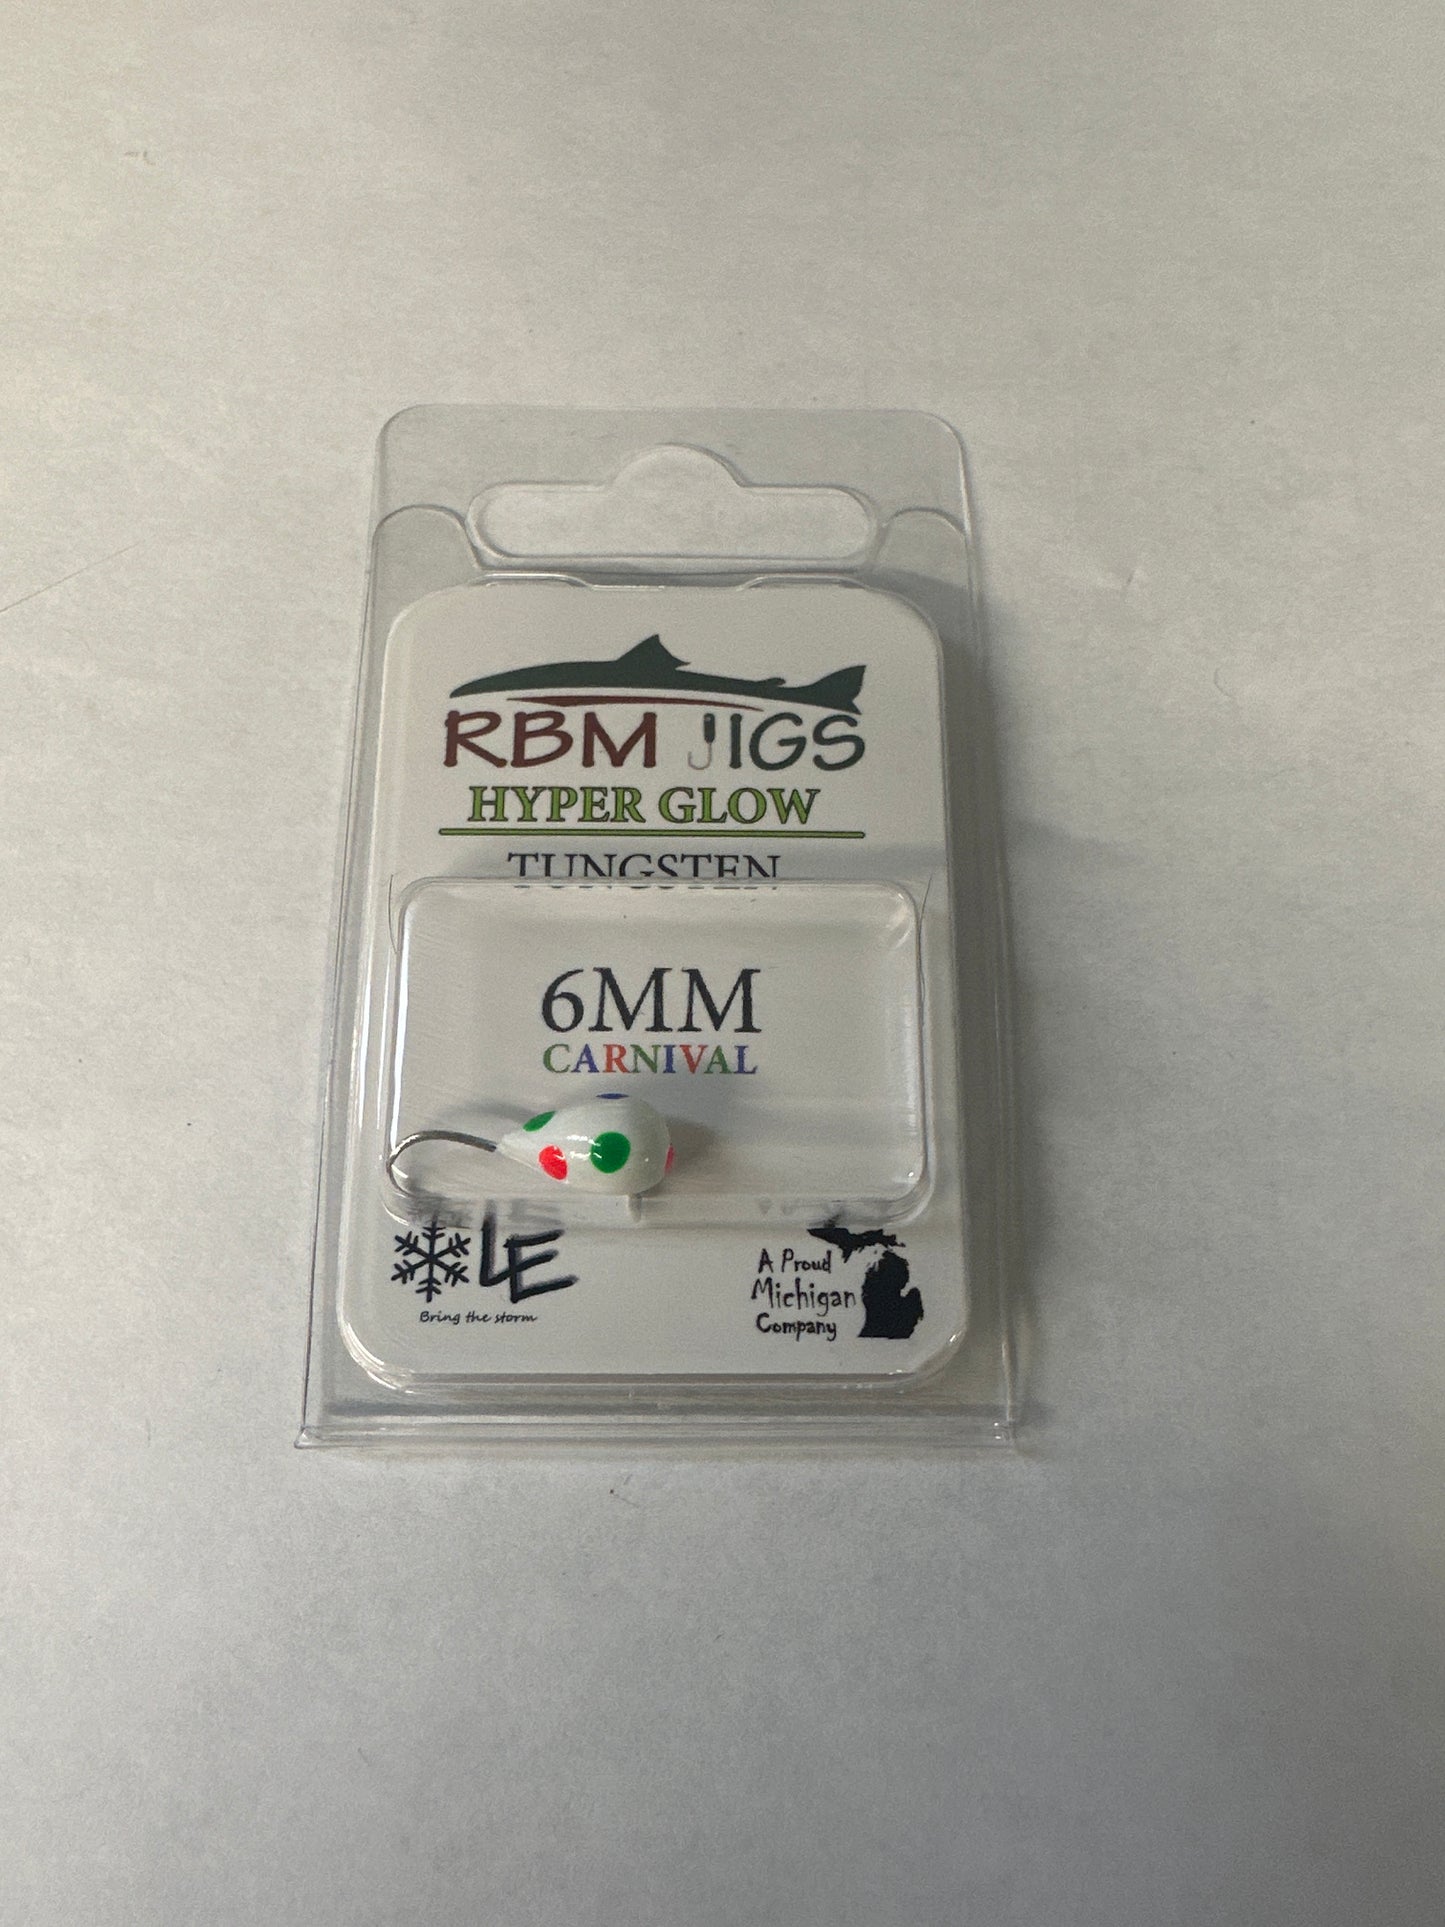 RBM JIGS
HYPER GLOW
TUNGSTEN
6MM
CARNIVAL
LE
Bring the storm
A Proud
Michigan
Company